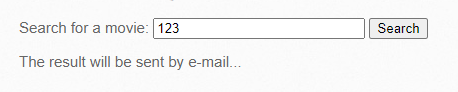 Search for a movie: 123 Search
The result will be sent by e-mail...